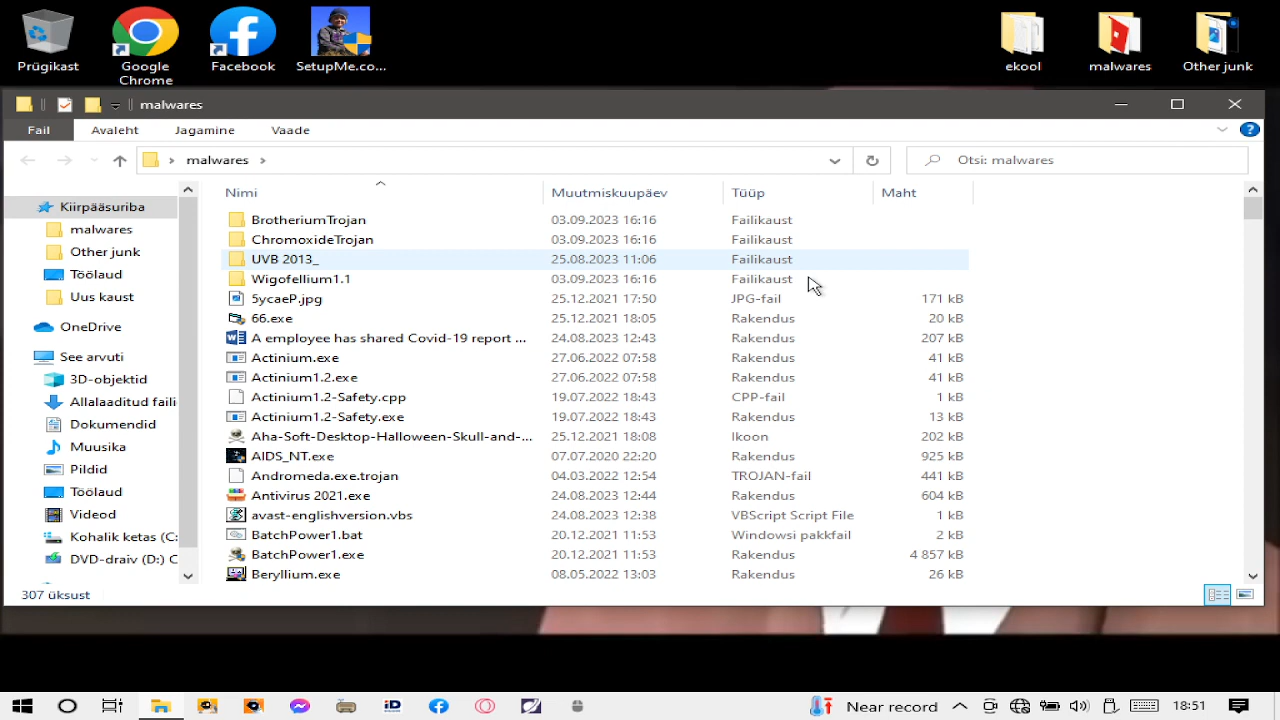 Prügikast
Google Chrome
Facebook
SetupMe.co...
ekool
malwares
Other junk
malwares
Fail Avaleht Jagamine Vaade
malwares
Otsi: malwares
Nimi Muutmiskuupäev Tüüp Maht
Kiirpääsuriba
malwares
Other junk
Töölaud
Uus kaust
OneDrive
See arvuti
3D-objektid
Allalaaditud faili
Dokumendid
Muusika
Pildid
Töölaud
Videod
Kohalik ketas (C:
DVD-draiv (D:) C
BrotheriumTrojan 03.09.2023 16:16 Failikaust
ChromoxideTrojan 03.09.2023 16:16 Failikaust
UVB 2013_ 25.08.2023 11:06 Failikaust
Wigofellium1.1 03.09.2023 16:16 Failikaust
5ycaeP.jpg 25.12.2021 17:50 JPG-fail 171 kB
66.exe 25.12.2021 18:05 Rakendus 20 kB
A employee has shared Covid-19 report ... 24.08.2023 12:43 Rakendus 207 kB
Actinium.exe 27.06.2022 07:58 Rakendus 41 kB
Actinium1.2.exe 27.06.2022 07:58 Rakendus 41 kB
Actinium1.2-Safety.cpp 19.07.2022 18:43 CPP-fail 1 kB
Actinium1.2-Safety.exe 19.07.2022 18:43 Rakendus 13 kB
Aha-Soft-Desktop-Halloween-Skull-and-... 25.12.2021 18:08 Ikoon 202 kB
AIDS_NT.exe 07.07.2020 22:20 Rakendus 925 kB
Andromeda.exe.trojan 04.03.2022 12:54 TROJAN-fail 441 kB
Antivirus 2021.exe 24.08.2023 12:44 Rakendus 604 kB
avast-englishversion.vbs 24.08.2023 12:38 VBScript Script File 1 kB
BatchPower1.bat 20.12.2021 11:53 Windowsi pakkfail 2 kB
BatchPower1.exe 20.12.2021 11:53 Rakendus 4 857 kB
Beryllium.exe 08.05.2022 13:03 Rakendus 26 kB
307 üksust
iD
Near record
18:51